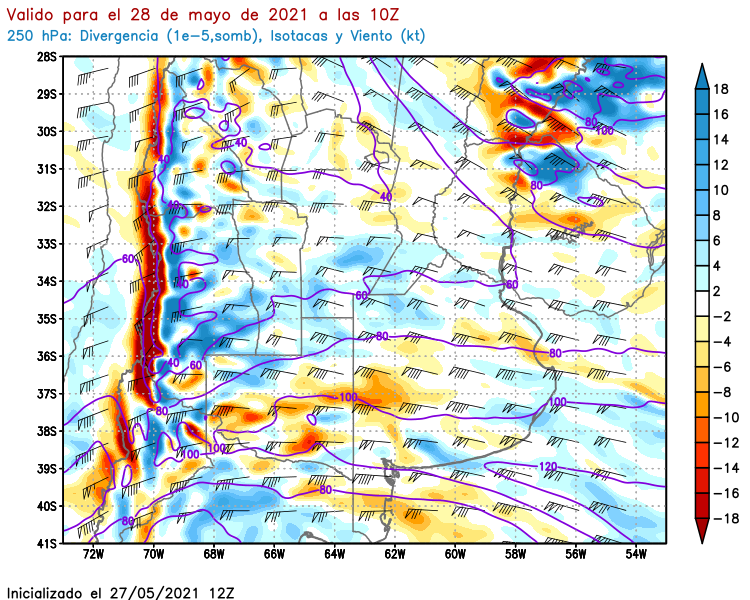 Valido para el 28 de mayo de 2021 a las 10Z
250 hPa: Divergencia (1e-5,somb), Isotacas y Viento (kt)
28S
29S
30S
31S
32S
33S
34S
35S
36S
37S
38S
39S
40S
41S
72W 70W 68W 66W 64W 62W 60W 58W 56W 54W
18
16
14
12
10
8
6
4
2
-2
-4
-6
-8
-10
-12
-14
-16
-18
40
80
100
40
40
80
40
40
60
40
60
60
80
80
40
60
100
100
80
100
100
120
80
80
Inicializado el 27/05/2021 12Z